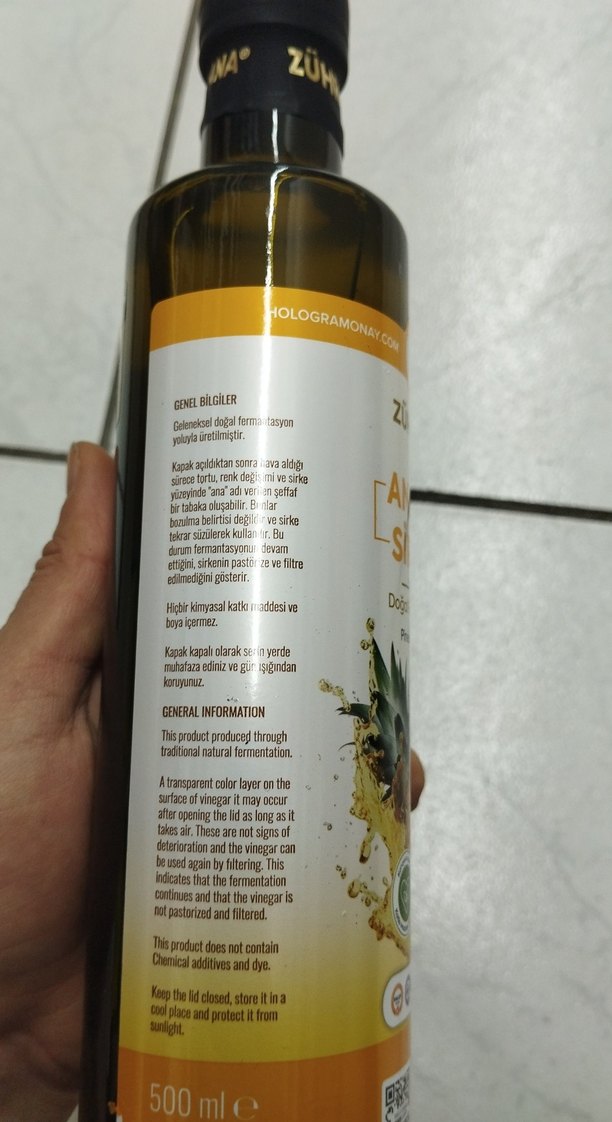 ANA®
HOLOGRAMONAY.COM
GENEL BİLGİLER
Geleneksel doğal fermantasyon
yoluyla üretilmiştir.
Kapak açıldıktan sonra hava aldığı
sürece tortu, renk değişimi ve sirke
yüzeyinde "ana" adı verilen şeffaf
bir tabaka oluşabilir. Bunlar
bozulma belirtisi değildir ve sirke
tekrar süzülerek kullanılır. Bu
durum fermantasyonun devam
ettiğini, sirkenin pastörize ve filtre
edilmediğini gösterir.
Hiçbir kimyasal katkı maddesi ve
boya içermez.
Kapak kapalı olarak serin yerde
muhafaza ediniz ve gün ışığından
koruyunuz.
GENERAL INFORMATION
This product produced through
traditional natural fermentation.
A transparent color layer on the
surface of vinegar it may occur
after opening the lid as long as it
takes air. These are not signs of
deterioration and the vinegar can
be used again by filtering. This
indicates that the fermentation
continues and that the vinegar is
not pastorized and filtered.
This product does not contain
Chemical additives and dye.
Keep the lid closed, store it in a
cool place and protect it from
sunlight.
500 ml e